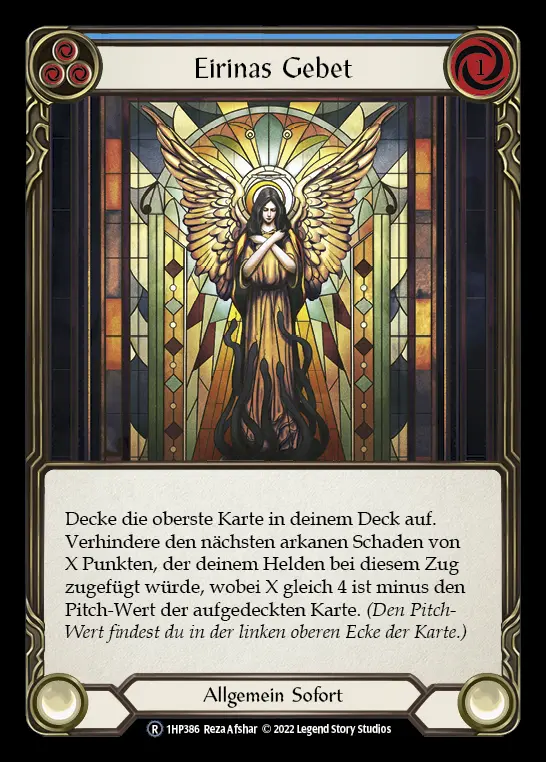 Eirinas Gebet
1
Decke die oberste Karte in deinem Deck auf.
Verhindere den nächsten arkanen Schaden von
X Punkten, der deinem Helden bei diesem Zug
zugefügt würde, wobei X gleich 4 ist minus den
Pitch-Wert der aufgedeckten Karte. (Den Pitch-
Wert findest du in der linken oberen Ecke der Karte.)
Allgemein Sofort
R 1HP386 Reza Afshar © 2022 Legend Story Studios